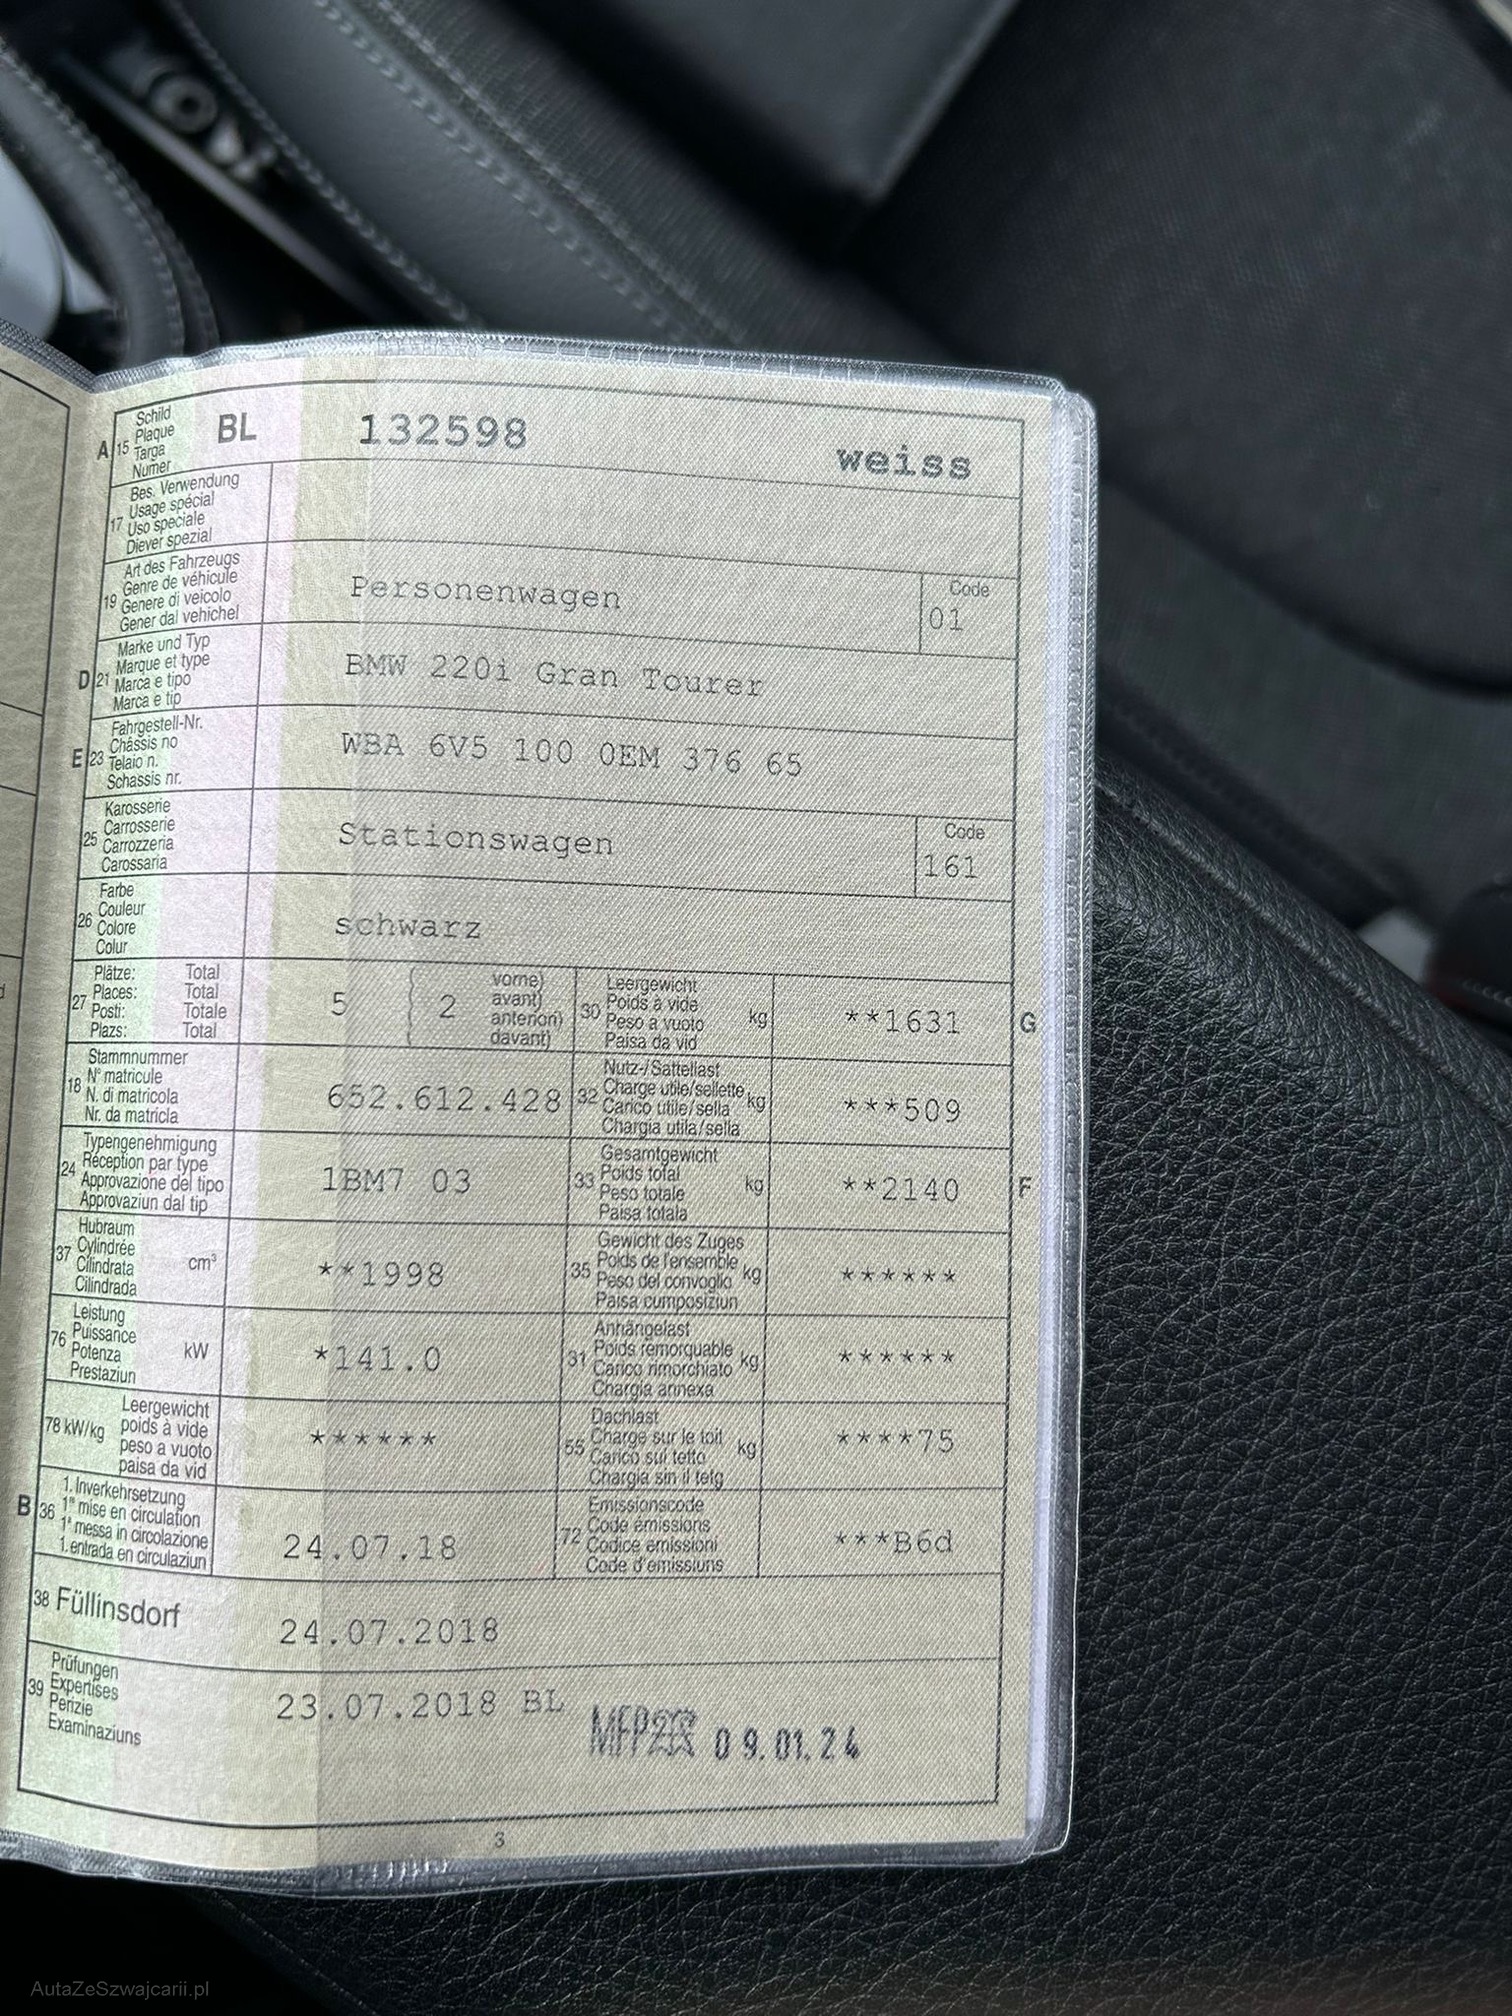 A 15 Schild
Plaque
Targa
Numer
BL 132598 weiss
17 Bes. Verwendung
Usage spécial
Uso speciale
Diever spezial
19 Art des Fahrzeugs
Genre de véhicule
Genere di veicolo
Gener dal vehichel
Personenwagen
Code
01
D 21 Marke und Typ
Marque et type
Marca e tipo
Marca e tip
BMW 220i Gran Tourer
E 23 Fahrgestell-Nr.
Châssis no
Telaio n.
Schassis nr.
WBA 6V5 100 0EM 376 65
25 Karosserie
Carrosserie
Carrozzeria
Carossaria
Stationswagen
Code
161
26 Farbe
Couleur
Colore
Colur
schwarz
27 Plätze: Total
Places: Total
Posti: Totale
Plazs: Total
5 ( 2 vorne)
avant)
anteriori)
davant)
30 Leergewicht
Poids à vide
Peso a vuoto
Paisa da vid
kg
**1631
G
18 Stammnummer
N° matricule
N. di matricola
Nr. da matricla
652.612.428
32 Nutz-/Sattellast
Charge utile/sellette
Carico utile/sella
Chargia utila/sella
kg
***509
24 Typengenehmigung
Réception par type
Approvazione del tipo
Approvaziun dal tip
1BM7 03
33 Gesamtgewicht
Poids total
Peso totale
Paisa totala
kg
**2140
F
37 Hubraum
Cylindrée
Cilindrata
Cilindrada
cm³
**1998
35 Gewicht des Zuges
Poids de l'ensemble
Peso del convoglio
Paisa cumposiziun
kg
******
76 Leistung
Puissance
Potenza
Prestaziun
kW
*141.0
31 Anhängelast
Poids remorquable
Carico rimorchiato
Chargia annexa
kg
******
78 kW/kg Leergewicht
poids à vide
peso a vuoto
paisa da vid
******
55 Dachlast
Charge sur le toit
Carico sul tetto
Chargia sin il tetg
kg
****75
B 36 1. Inverkehrsetzung
1re mise en circulation
1a messa in circolazione
1. entrada en circulaziun
24.07.18
72 Emissionscode
Code émissions
Codice emissioni
Code d'emissiuns
***B6d
38 Füllinsdorf
24.07.2018
39 Prüfungen
Expertises
Perizie
Examinaziuns
23.07.2018 BL
MFP 09.01.24
3
AutaZeSzwajcarii.pl